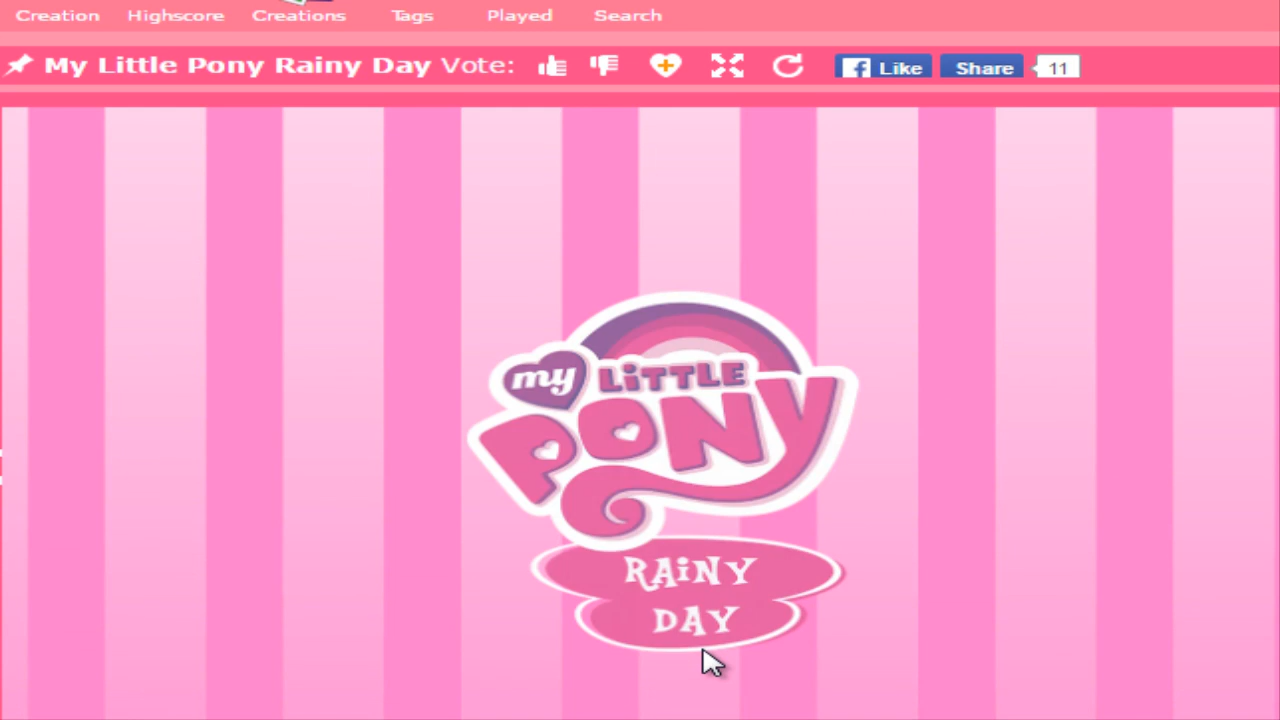 Creation Highscore Creations Tags Played Search
My Little Pony Rainy Day Vote: Like Share 11
my LiTTLE
PONY
RAiNY
DAY